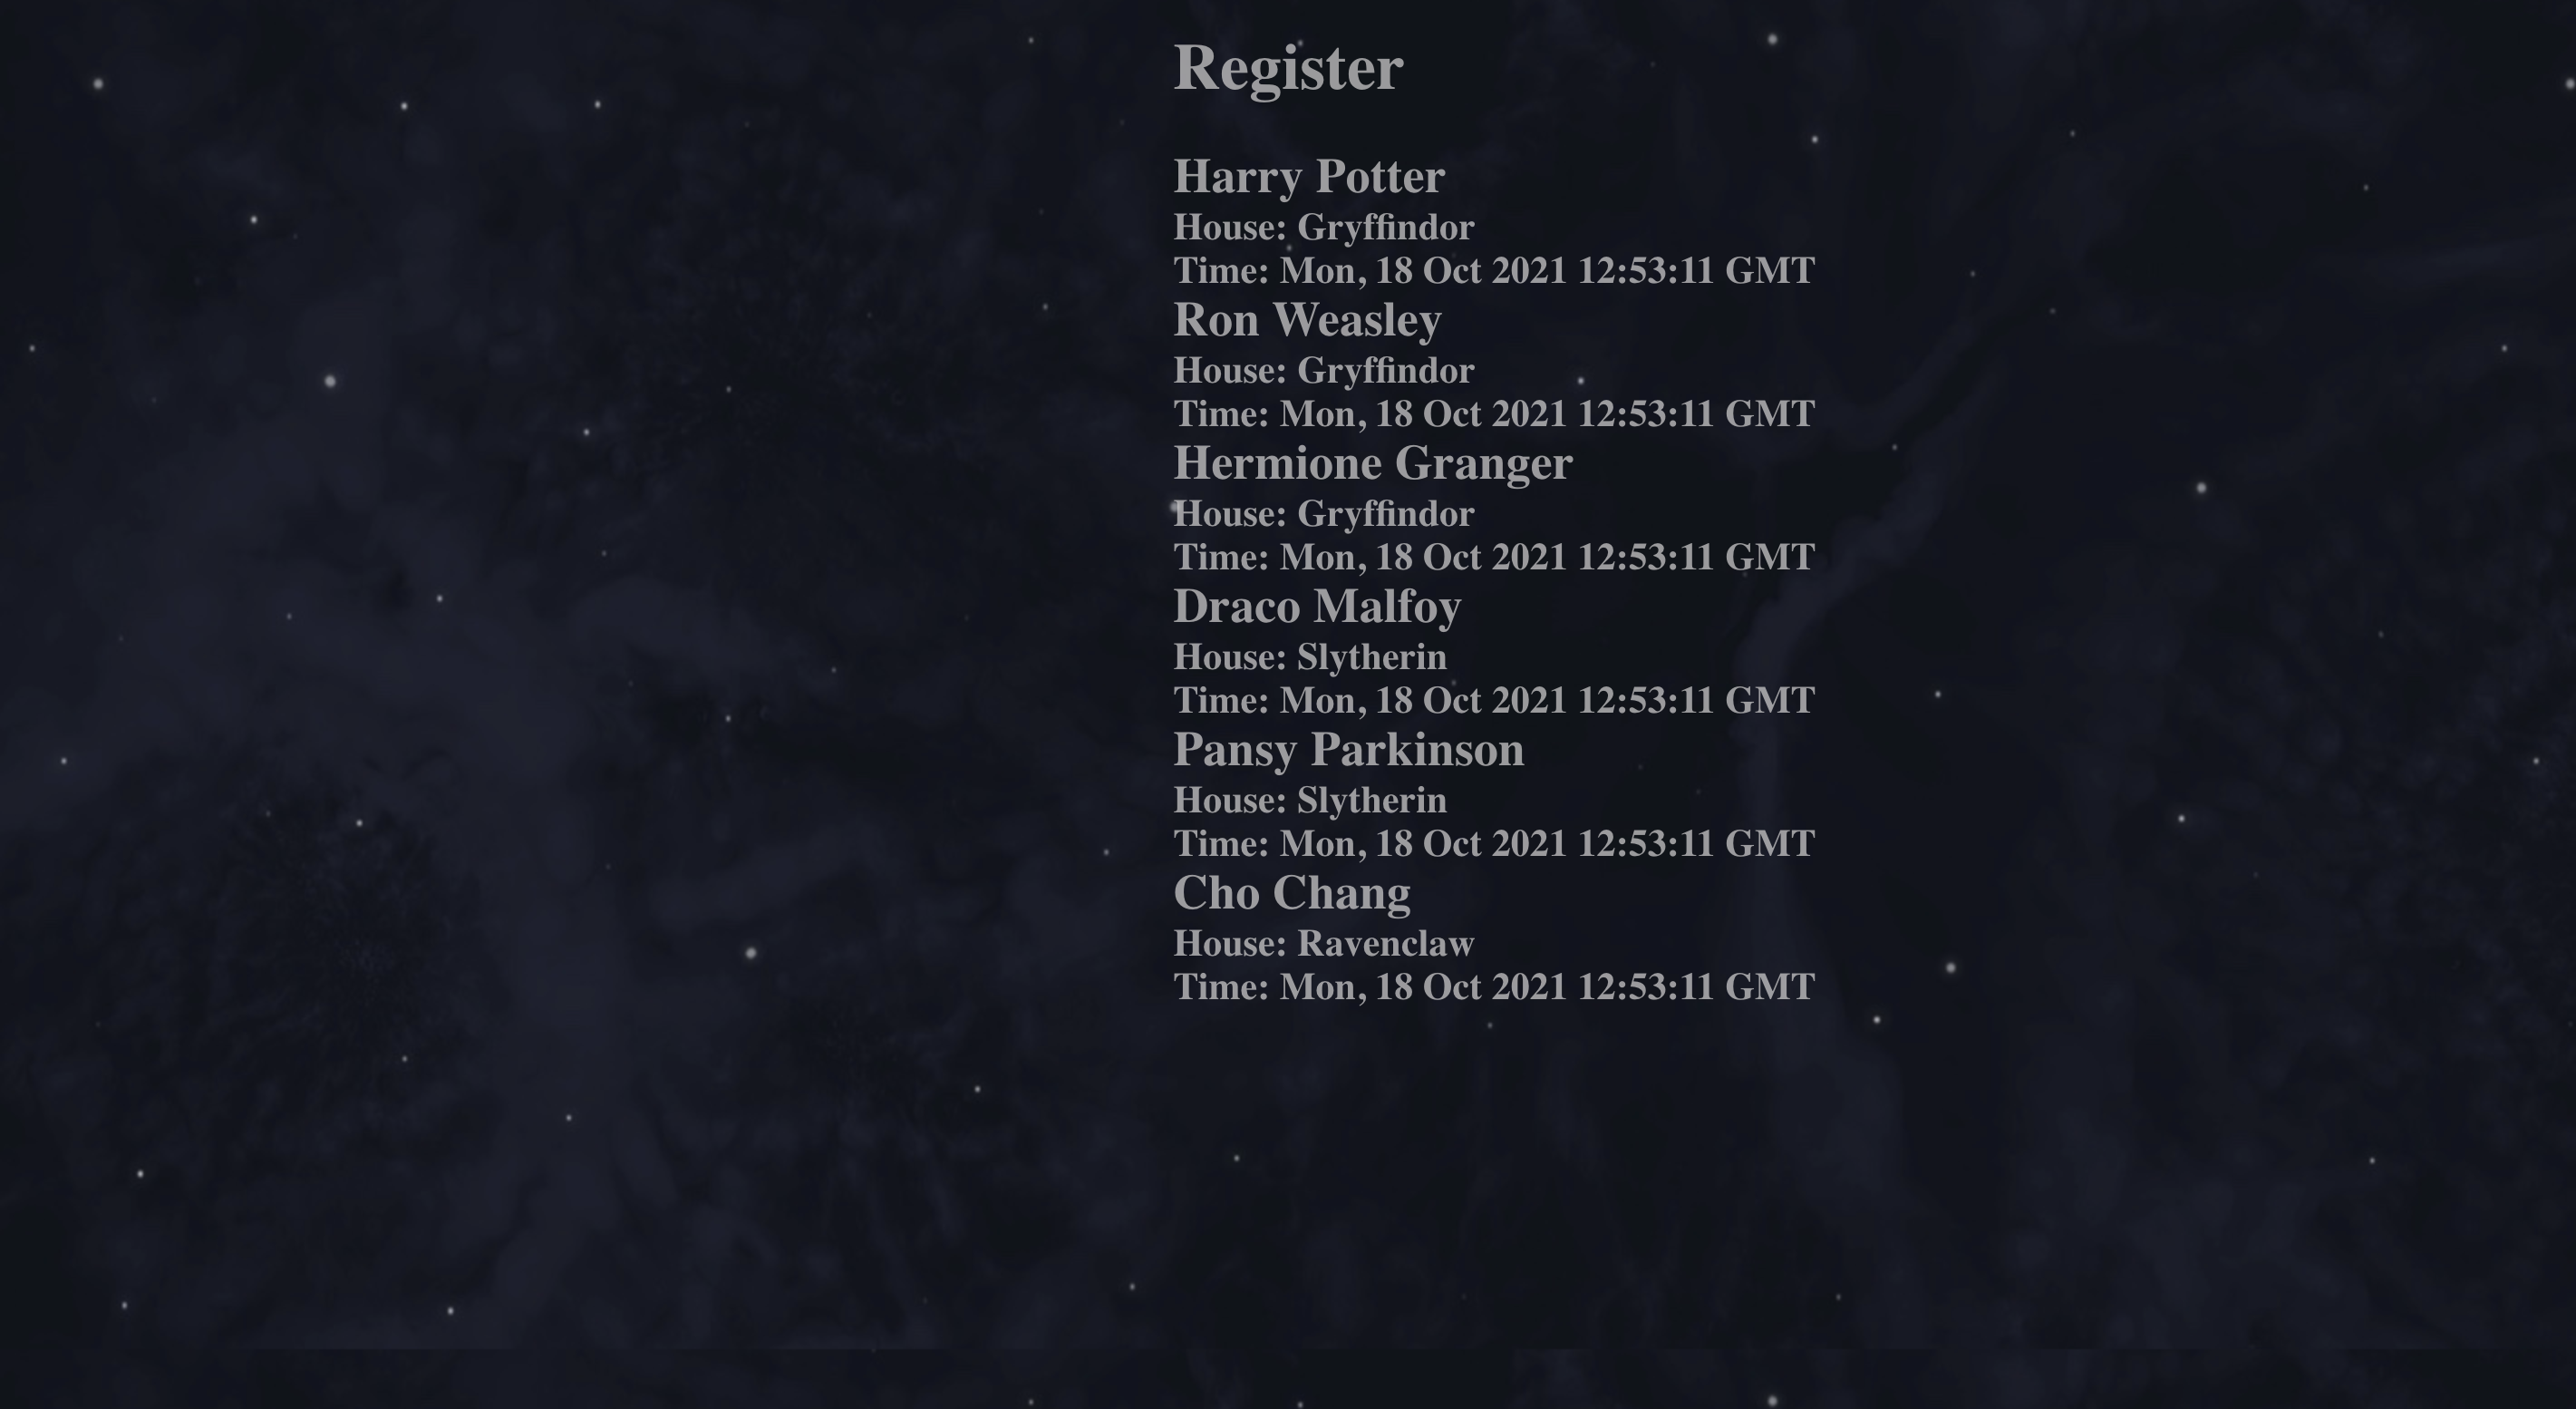 Register
Harry Potter
House: Gryffindor
Time: Mon, 18 Oct 2021 12:53:11 GMT
Ron Weasley
House: Gryffindor
Time: Mon, 18 Oct 2021 12:53:11 GMT
Hermione Granger
House: Gryffindor
Time: Mon, 18 Oct 2021 12:53:11 GMT
Draco Malfoy
House: Slytherin
Time: Mon, 18 Oct 2021 12:53:11 GMT
Pansy Parkinson
House: Slytherin
Time: Mon, 18 Oct 2021 12:53:11 GMT
Cho Chang
House: Ravenclaw
Time: Mon, 18 Oct 2021 12:53:11 GMT